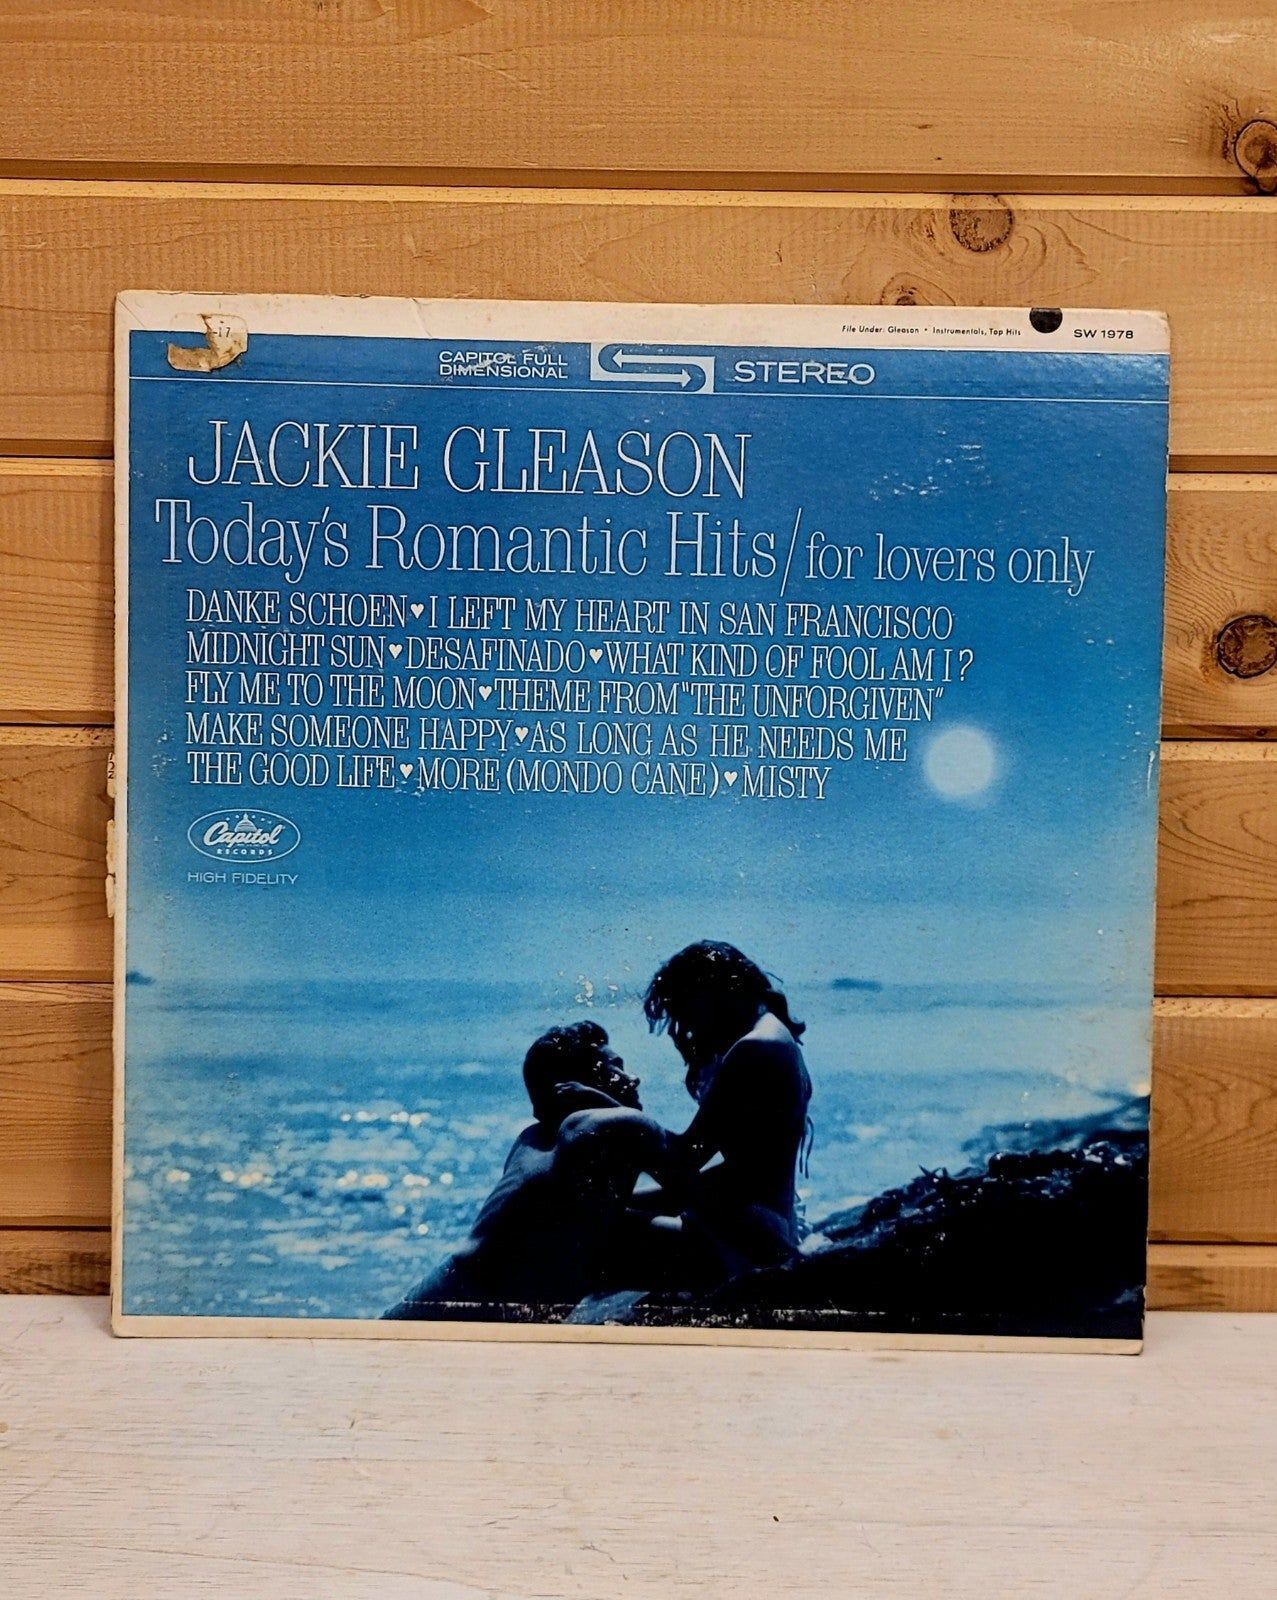 -17
File Under: Gleason • Instrumentals, Top Hits
SW 1978
CAPITOL FULL
DIMENSIONAL
STEREO
JACKIE GLEASON
Today's Romantic Hits/for lovers only
DANKE SCHOEN♥I LEFT MY HEART IN SAN FRANCISCO
MIDNIGHT SUN♥DESAFINADO♥WHAT KIND OF FOOL AM I?
FLY ME TO THE MOON♥THEME FROM "THE UNFORGIVEN"
MAKE SOMEONE HAPPY♥AS LONG AS HE NEEDS ME
THE GOOD LIFE♥MORE (MONDO CANE)♥MISTY
Capitol
RECORDS
HIGH FIDELITY